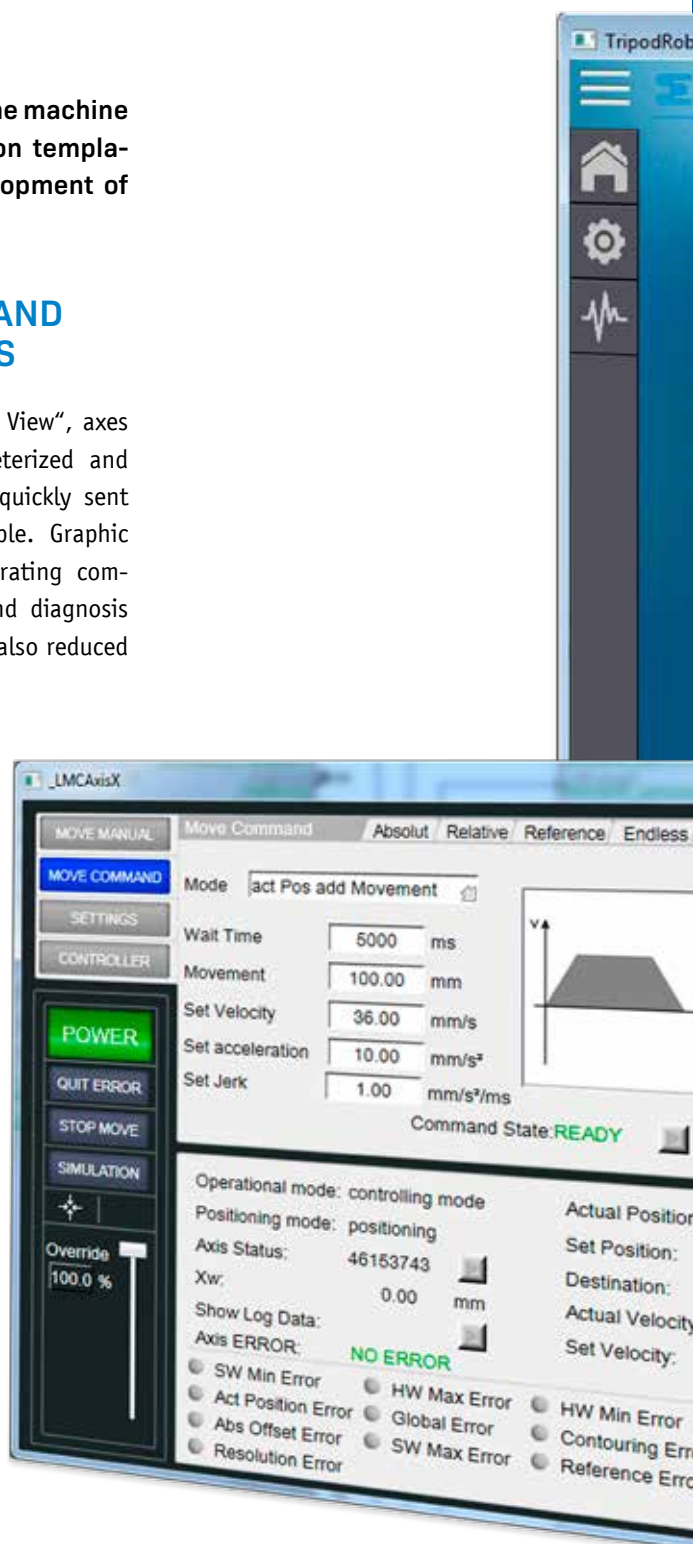 ne machine
on templa-
lopment of
AND
S
View“, axes
eterized and
quickly sent
ble. Graphic
rating com-
nd diagnosis
also reduced
TripodRob
_LMCAxisX
MOVE MANUAL
MOVE COMMAND
SETTINGS
CONTROLLER
POWER
QUIT ERROR
STOP MOVE
SIMULATION
Override
100.0 %
Move Command Absolut Relative Reference Endless
Mode act Pos add Movement
Wait Time 5000 ms
Movement 100.00 mm
Set Velocity 36.00 mm/s
Set acceleration 10.00 mm/s²
Set Jerk 1.00 mm/s²/ms
V
Command State:READY
Operational mode: controlling mode
Positioning mode: positioning
Axis Status: 46153743
Xw: 0.00 mm
Show Log Data:
Axis ERROR: NO ERROR
Actual Position
Set Position:
Destination:
Actual Velocity
Set Velocity:
SW Min Error HW Max Error HW Min Error
Act Position Error Global Error Contouring Erro
Abs Offset Error SW Max Error Reference Erro
Resolution Error